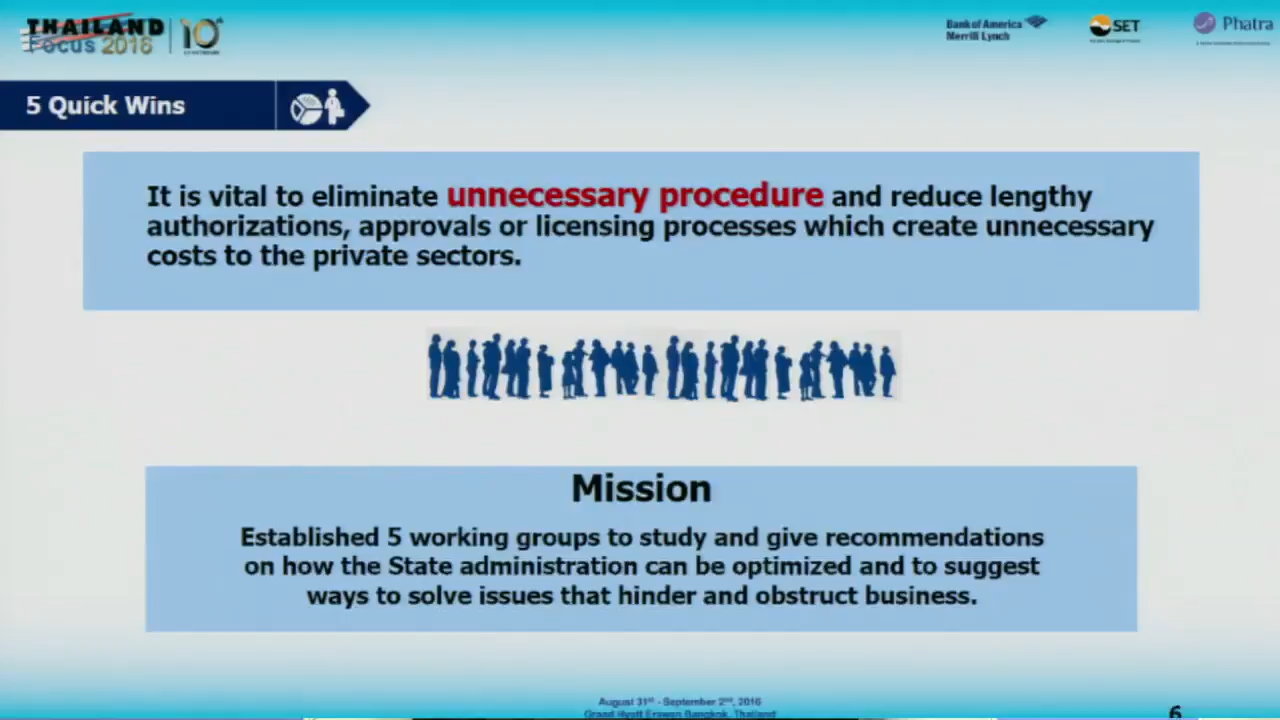 THAILAND
Focus 2016
10th
Bank of America
Merrill Lynch
SET
Phatra
5 Quick Wins
It is vital to eliminate unnecessary procedure and reduce lengthy
authorizations, approvals or licensing processes which create unnecessary
costs to the private sectors.
Mission
Established 5 working groups to study and give recommendations
on how the State administration can be optimized and to suggest
ways to solve issues that hinder and obstruct business.
August 31st - September 2nd, 2016
Grand Hyatt Erawan Bangkok, Thailand
6